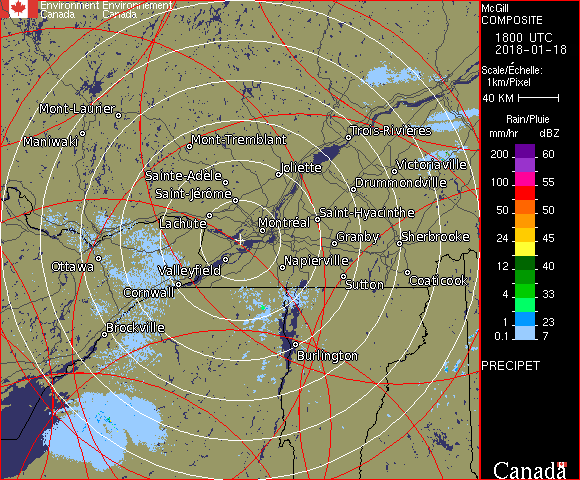 Environment Environnement
Canada Canada
McGill
COMPOSITE
1800 UTC
2018-01-18
Scale/Échelle:
1km/Pixel
40 KM
Rain/Pluie
mm/hr dBZ
200 60
55
100 55
50 50
24 45
12 40
4 33
1 23
0.1 7
PRECIPET
Canada
Mont-Laurier
Maniwaki
Mont-Tremblant
Trois-Rivières
Sainte-Adèle
Joliette
Victoriaville
Saint-Jérôme
Drummondville
Lachute
Saint-Hyacinthe
Montréal
Granby
Sherbrooke
Ottawa
Valleyfield
Napierville
Cornwall
Sutton
Coaticook
Brockville
Burlington